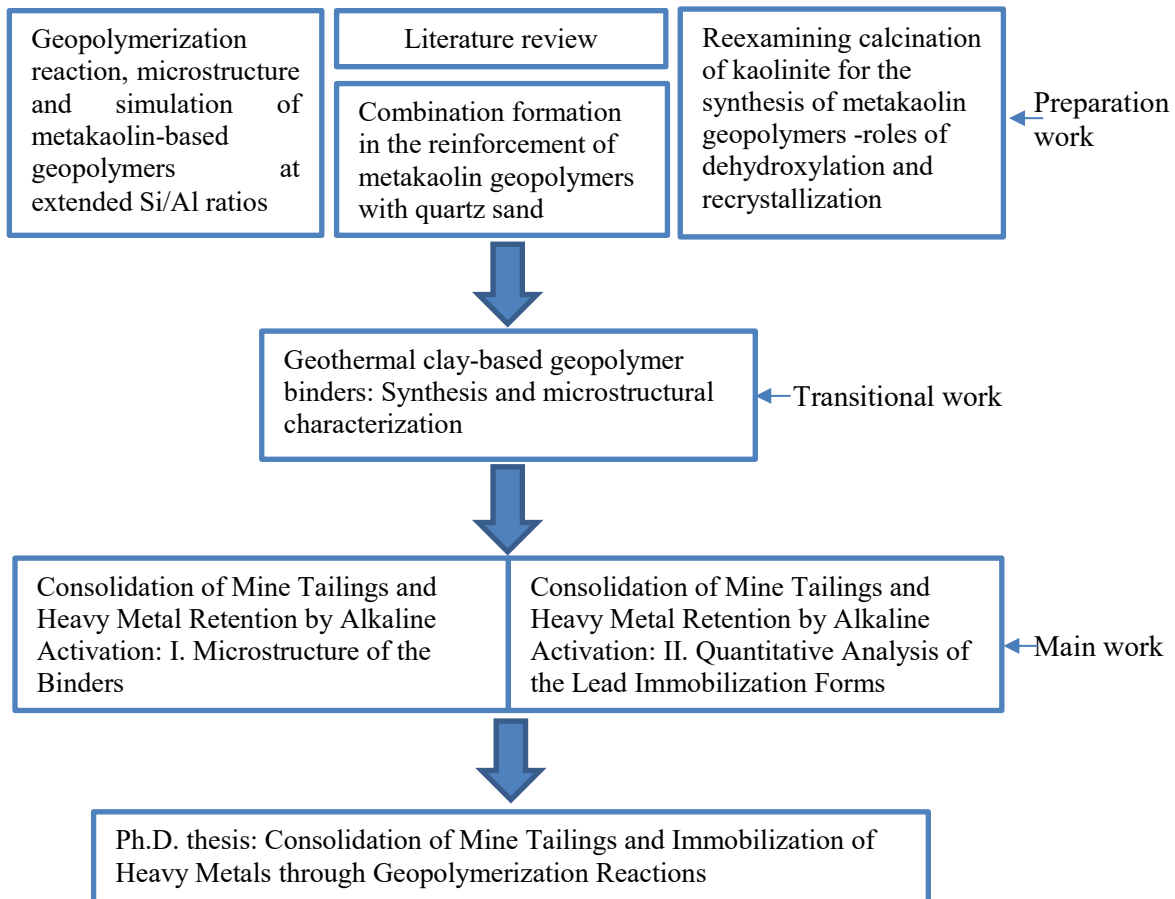 Geopolymerization
reaction, microstructure
and simulation of
metakaolin-based
geopolymers at
extended Si/Al ratios
Literature review
Combination formation
in the reinforcement of
metakaolin geopolymers
with quartz sand
Reexamining calcination
of kaolinite for the
synthesis of metakaolin
geopolymers -roles of
dehydroxylation and
recrystallization
Preparation
work
Geothermal clay-based geopolymer
binders: Synthesis and microstructural
characterization
Transitional work
Consolidation of Mine Tailings and
Heavy Metal Retention by Alkaline
Activation: I. Microstructure of the
Binders
Consolidation of Mine Tailings and
Heavy Metal Retention by Alkaline
Activation: II. Quantitative Analysis of
the Lead Immobilization Forms
Main work
Ph.D. thesis: Consolidation of Mine Tailings and Immobilization of
Heavy Metals through Geopolymerization Reactions